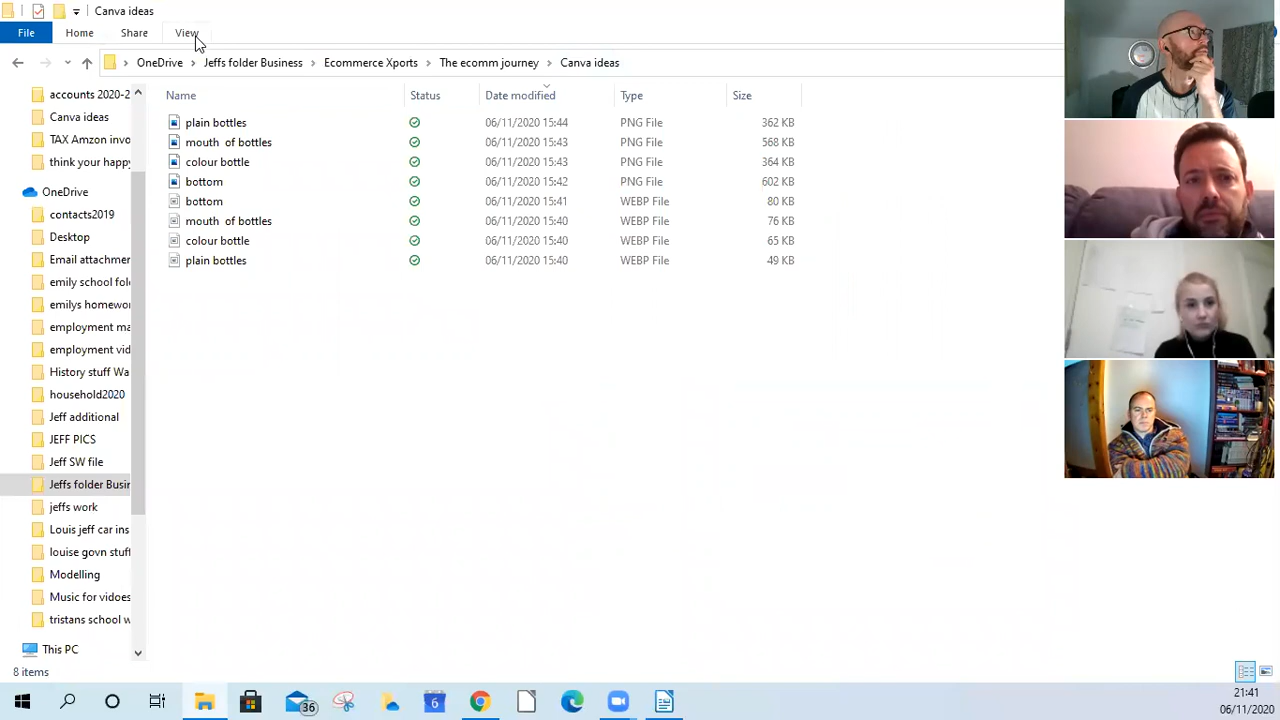 Canva ideas
File Home Share View
OneDrive Jeffs folder Business Ecommerce Xports The ecomm journey Canva ideas
Name Status Date modified Type Size
plain bottles 06/11/2020 15:44 PNG File 362 KB
mouth of bottles 06/11/2020 15:43 PNG File 568 KB
colour bottle 06/11/2020 15:43 PNG File 364 KB
bottom 06/11/2020 15:42 PNG File 602 KB
bottom 06/11/2020 15:41 WEBP File 80 KB
mouth of bottles 06/11/2020 15:40 WEBP File 76 KB
colour bottle 06/11/2020 15:40 WEBP File 65 KB
plain bottles 06/11/2020 15:40 WEBP File 49 KB
accounts 2020-2
Canva ideas
TAX Amzon invo
think your happy
OneDrive
contacts2019
Desktop
Email attachmer
emily school fol
emilys homewor
employment ma
employment vid
History stuff Wa
household2020
Jeff additional
JEFF PICS
Jeff SW file
Jeffs folder Busir
jeffs work
Louis jeff car ins
louise govn stuff
Modelling
Music for vidoes
tristans school w
This PC
8 items
36
6
21:41
06/11/2020